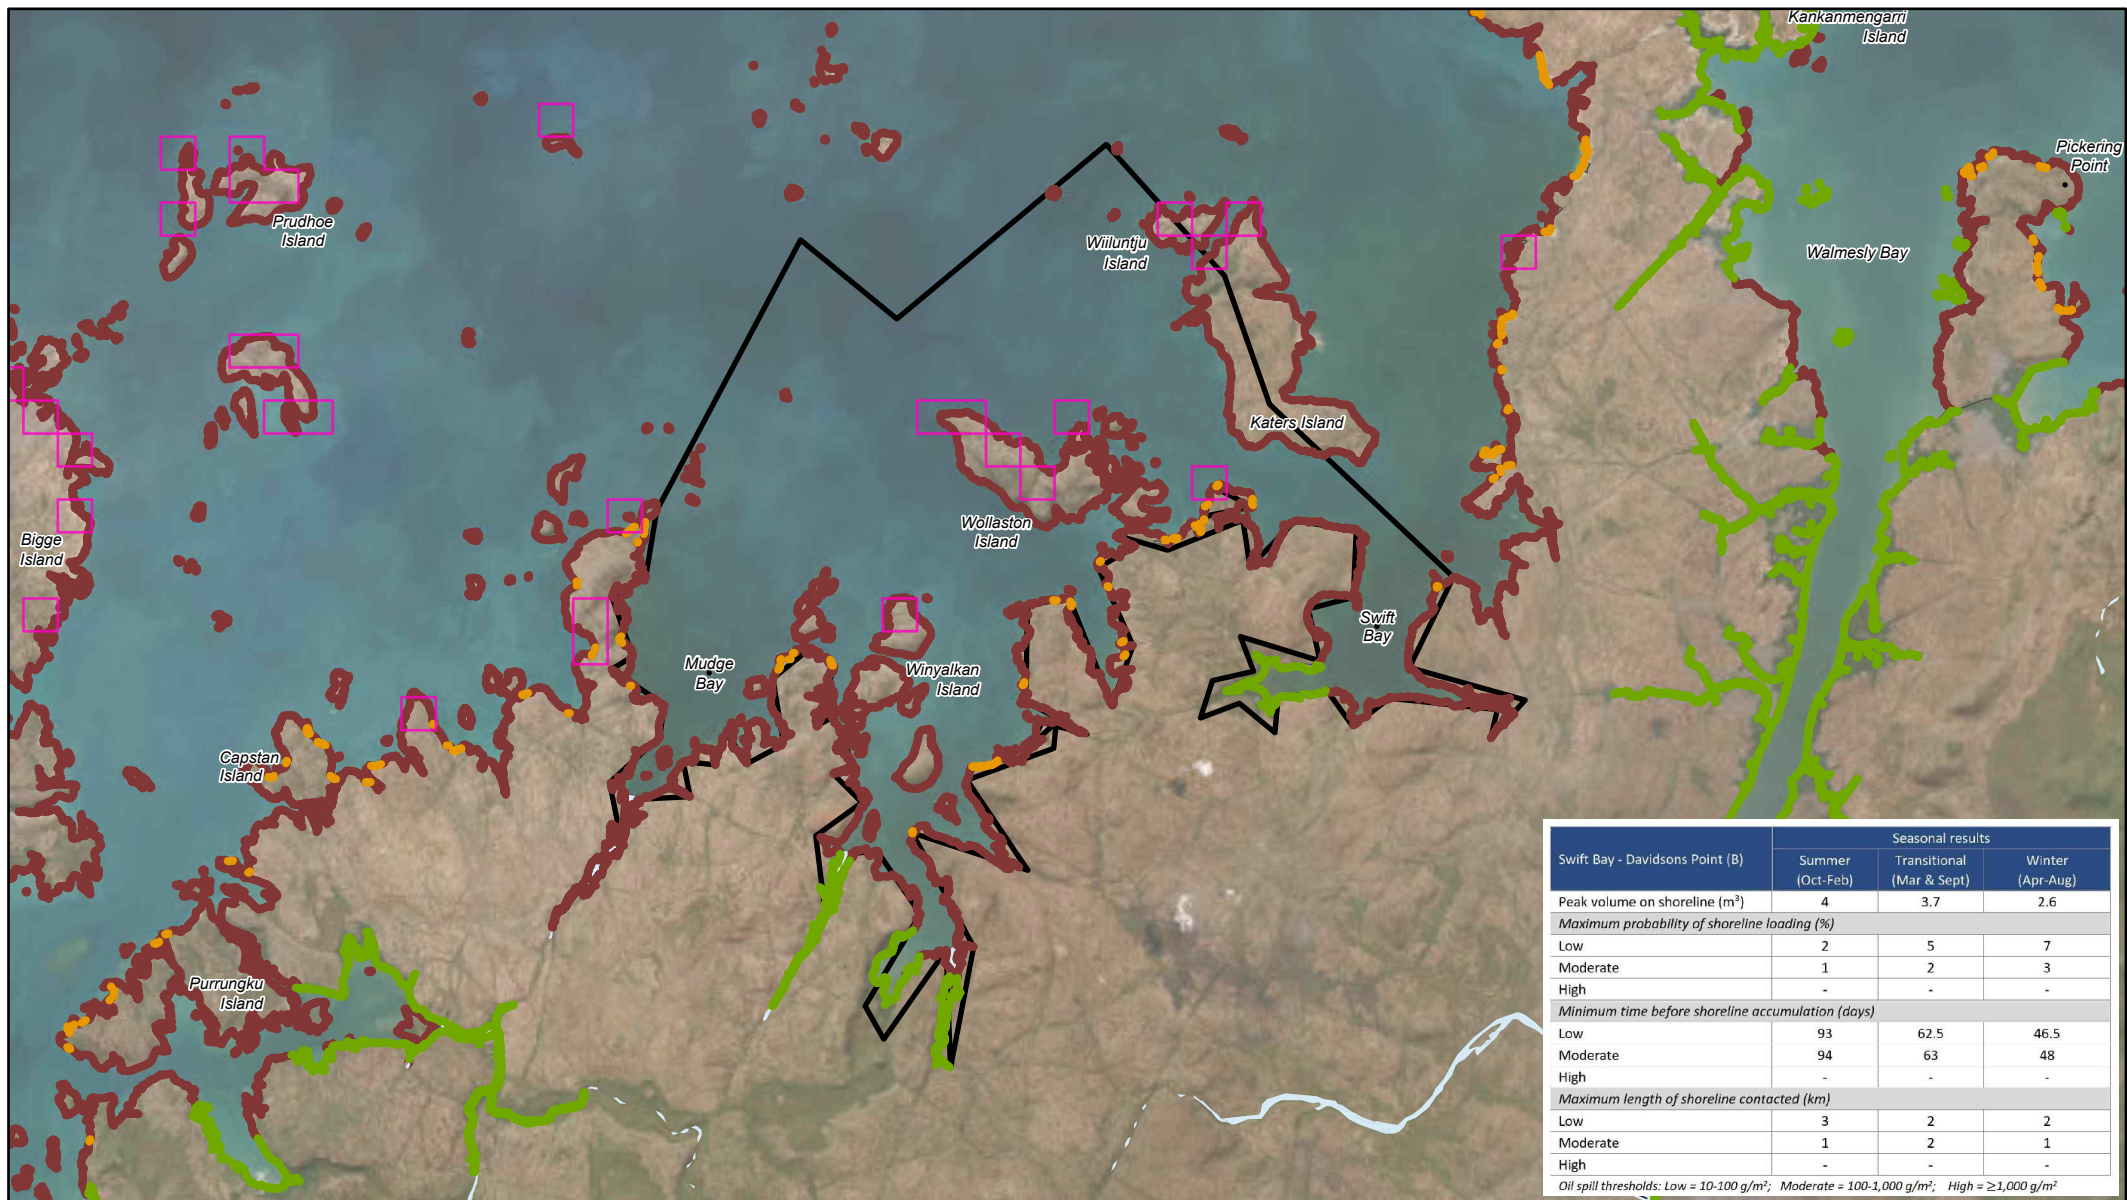 Kankanmengarri
Island
Pickering
Point
Prudhoe
Island
Wiiluntju
Island
Walmesly Bay
Katers Island
Wollaston
Island
Bigge
Island
Swift
Bay
Mudge
Bay
Winyalkan
Island
Capstan
Island
Purrungku
Island
Swift Bay - Davidsons Point (B)
Seasonal results
Summer (Oct-Feb) Transitional (Mar & Sept) Winter (Apr-Aug)
Peak volume on shoreline (m³) 4 3.7 2.6
Maximum probability of shoreline loading (%)
Low 2 5 7
Moderate 1 2 3
High - - -
Minimum time before shoreline accumulation (days)
Low 93 62.5 46.5
Moderate 94 63 48
High - - -
Maximum length of shoreline contacted (km)
Low 3 2 2
Moderate 1 2 1
High - - -
Oil spill thresholds: Low = 10-100 g/m²; Moderate = 100-1,000 g/m²; High = ≥1,000 g/m²